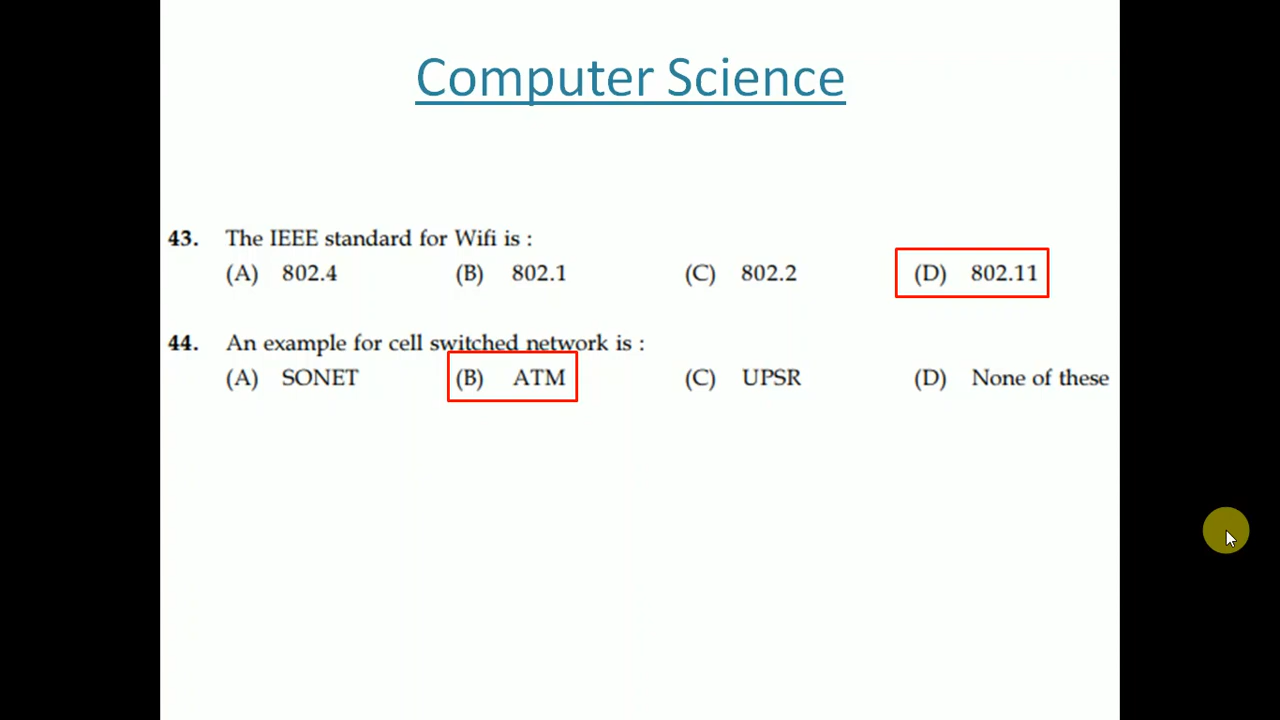 Computer Science
43. The IEEE standard for Wifi is :
(A) 802.4 (B) 802.1 (C) 802.2 (D) 802.11
44. An example for cell switched network is :
(A) SONET (B) ATM (C) UPSR (D) None of these